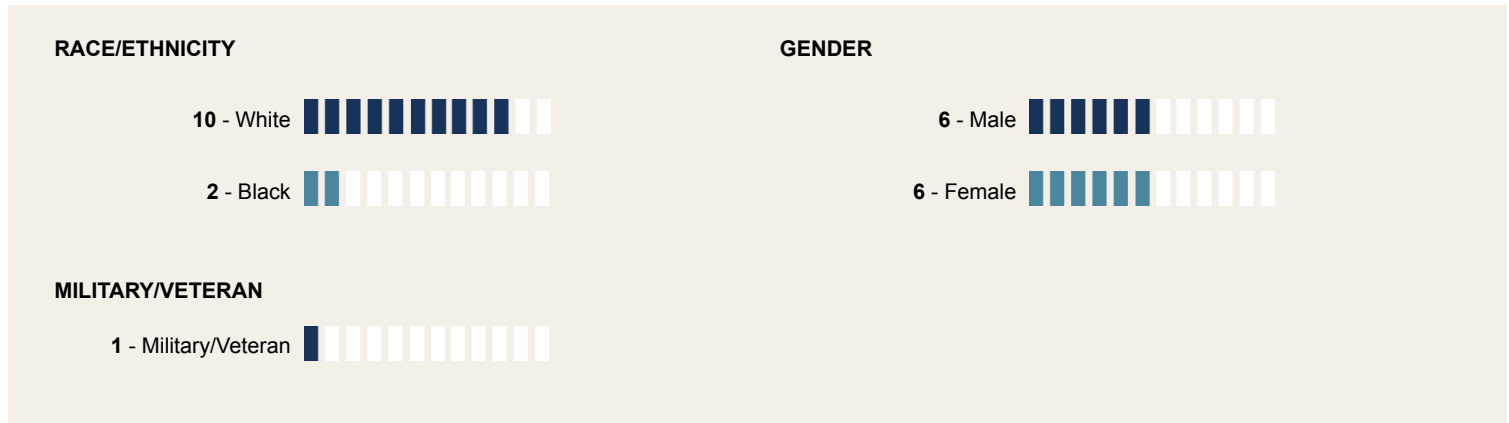 RACE/ETHNICITY
10 - White
2 - Black
GENDER
6 - Male
6 - Female
MILITARY/VETERAN
1 - Military/Veteran